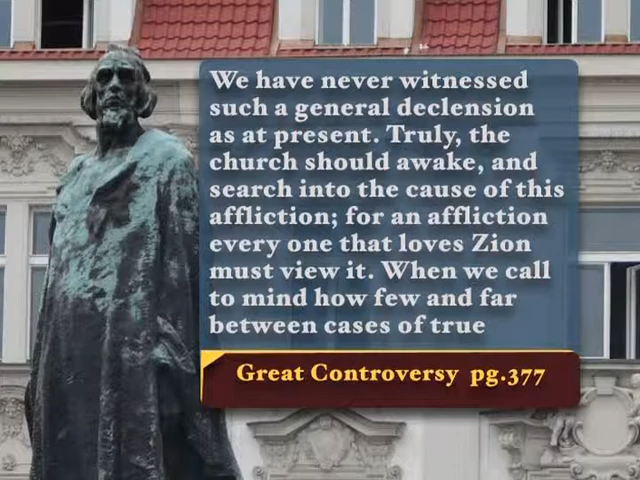 We have never witnessed
such a general declension
as at present. Truly, the
church should awake, and
search into the cause of this
affliction; for an affliction
every one that loves Zion
must view it. When we call
to mind how few and far
between cases of true
Great Controversy pg.377